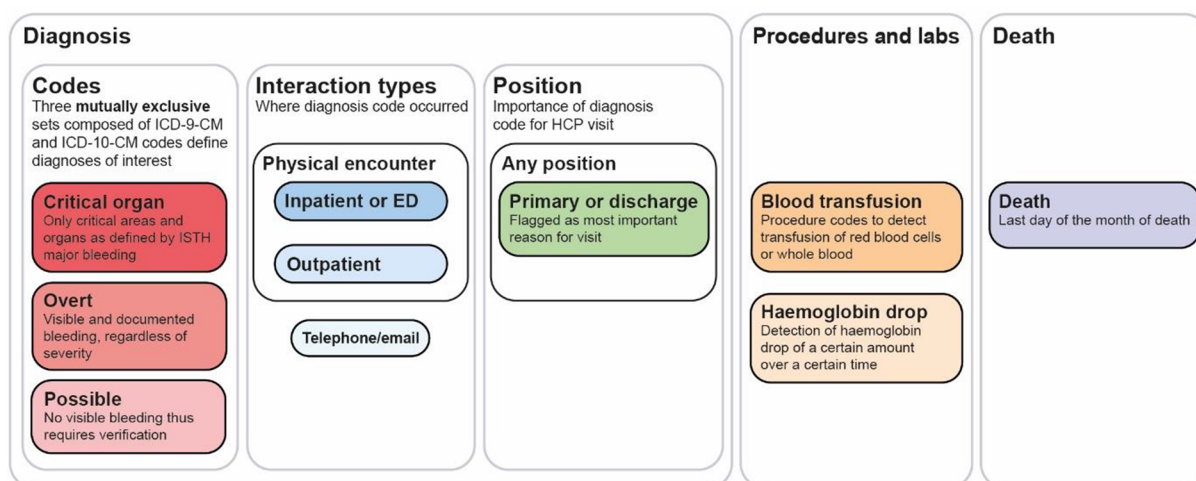 Diagnosis
Codes
Three mutually exclusive
sets composed of ICD-9-CM
and ICD-10-CM codes define
diagnoses of interest
Critical organ
Only critical areas and
organs as defined by ISTH
major bleeding
Overt
Visible and documented
bleeding, regardless of
severity
Possible
No visible bleeding thus
requires verification
Interaction types
Where diagnosis code occurred
Physical encounter
Inpatient or ED
Outpatient
Telephone/email
Position
Importance of diagnosis
code for HCP visit
Any position
Primary or discharge
Flagged as most important
reason for visit
Procedures and labs
Blood transfusion
Procedure codes to detect
transfusion of red blood cells
or whole blood
Haemoglobin drop
Detection of haemoglobin
drop of a certain amount
over a certain time
Death
Death
Last day of the month of death